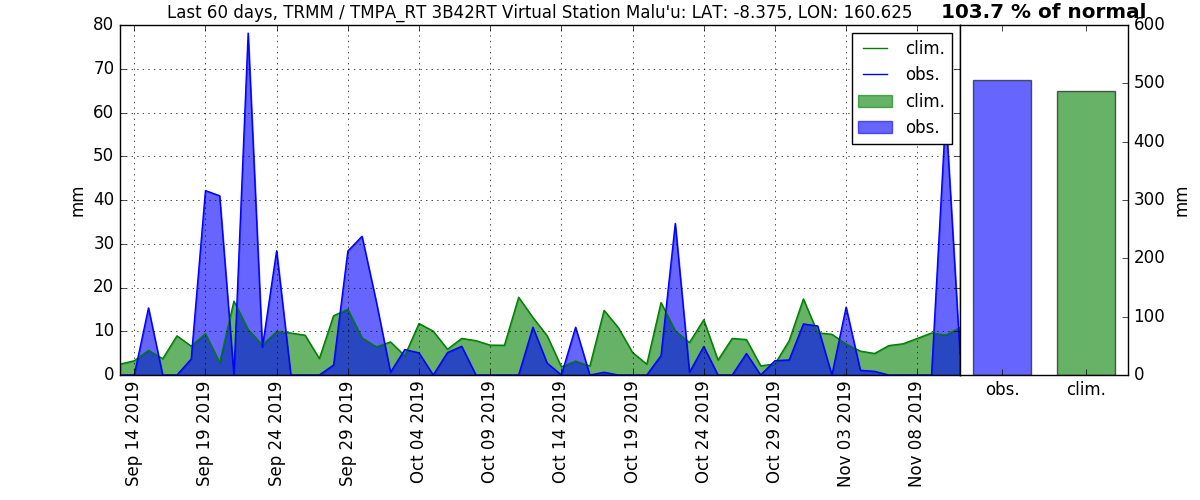 Last 60 days, TRMM / TMPA_RT 3B42RT Virtual Station Malu'u: LAT: -8.375, LON: 160.625
103.7 % of normal
80
70
60
50
40
30
20
10
0
mm
clim.
obs.
clim.
obs.
600
500
400
300
200
100
0
mm
obs.
clim.
Sep 14 2019
Sep 19 2019
Sep 24 2019
Sep 29 2019
Oct 04 2019
Oct 09 2019
Oct 14 2019
Oct 19 2019
Oct 24 2019
Oct 29 2019
Nov 03 2019
Nov 08 2019